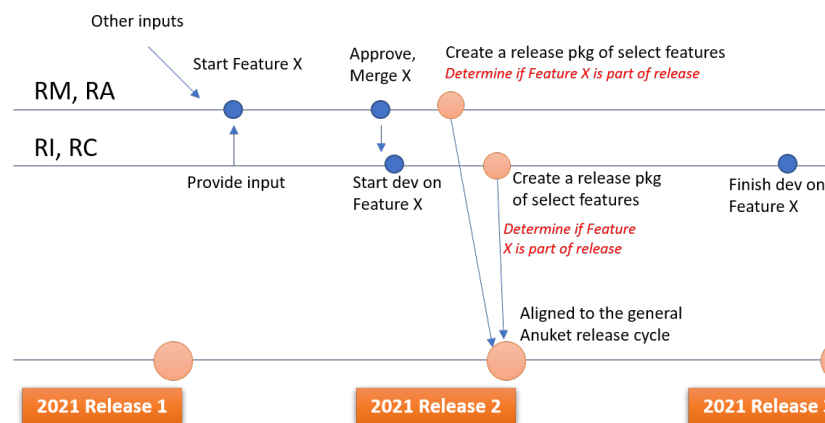 Other inputs
Start Feature X
Approve,
Merge X
Create a release pkg of select features
Determine if Feature X is part of release
RM, RA
RI, RC
Provide input
Start dev on
Feature X
Create a release pkg
of select features
Finish dev on
Feature X
Determine if Feature
X is part of release
Aligned to the general
Anuket release cycle
2021 Release 1
2021 Release 2
2021 Release